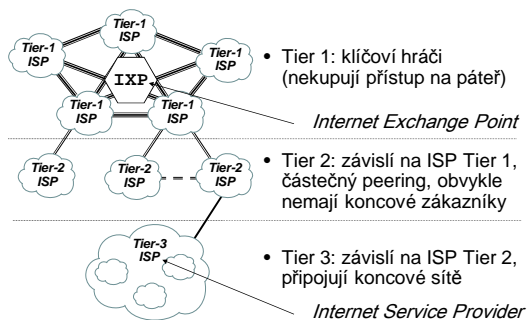 Tier-1
ISP
Tier-1
ISP
Tier-1
ISP
IXP
• Tier 1: klíčoví hráči
(nekupují přístup na páteř)
Tier-1
ISP
Tier-1
ISP
Internet Exchange Point
Tier-2
ISP
Tier-2
ISP
Tier-2
ISP
• Tier 2: závislí na ISP Tier 1,
částečný peering, obvykle
nemají koncové zákazníky
Tier-3
ISP
• Tier 3: závislí na ISP Tier 2,
připojují koncové sítě
Internet Service Provider